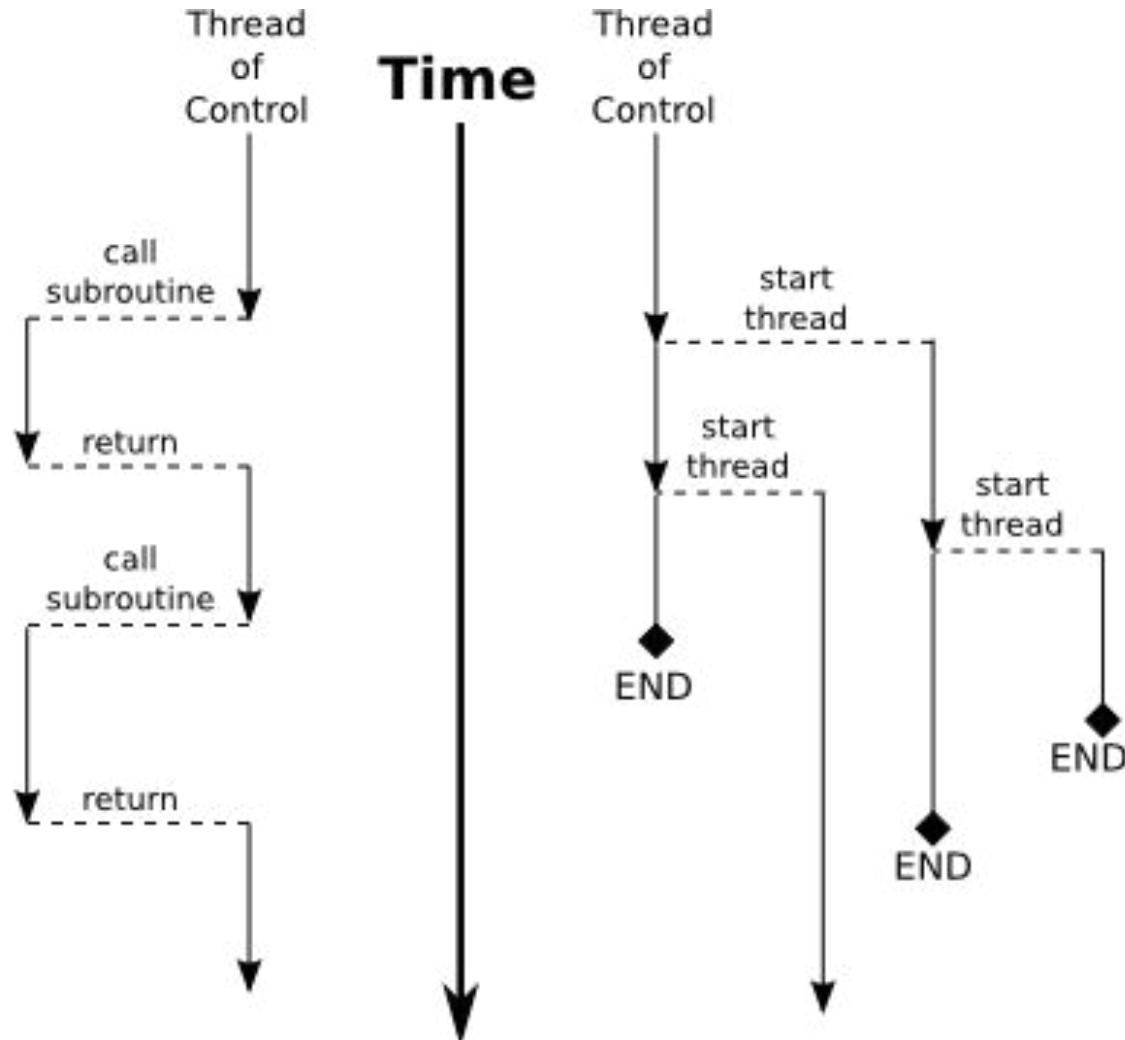 Thread
of
Control
Time
Thread
of
Control
call
subroutine
return
call
subroutine
return
start
thread
start
thread
start
thread
END
END
END